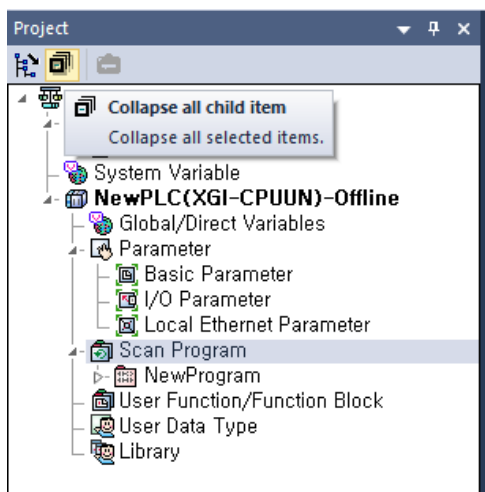 Project
Collapse all child item
Collapse all selected items.
System Variable
NewPLC(XGI-CPUUN)-Offline
Global/Direct Variables
Parameter
Basic Parameter
I/O Parameter
Local Ethernet Parameter
Scan Program
NewProgram
User Function/Function Block
User Data Type
Library